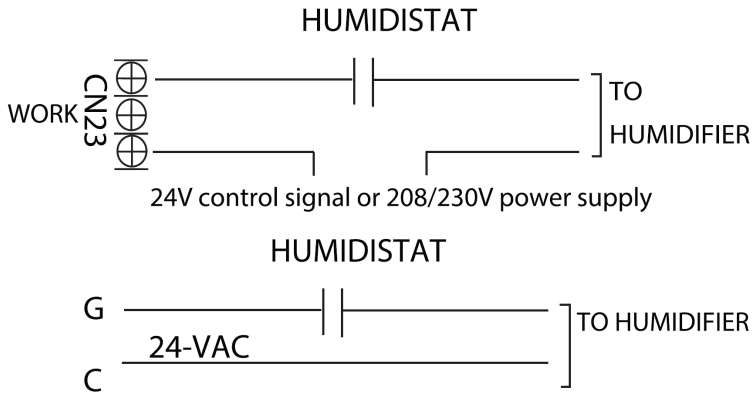 HUMIDISTAT
WORK
CN23
TO
HUMIDIFIER
24V control signal or 208/230V power supply
HUMIDISTAT
G
TO HUMIDIFIER
24-VAC
C